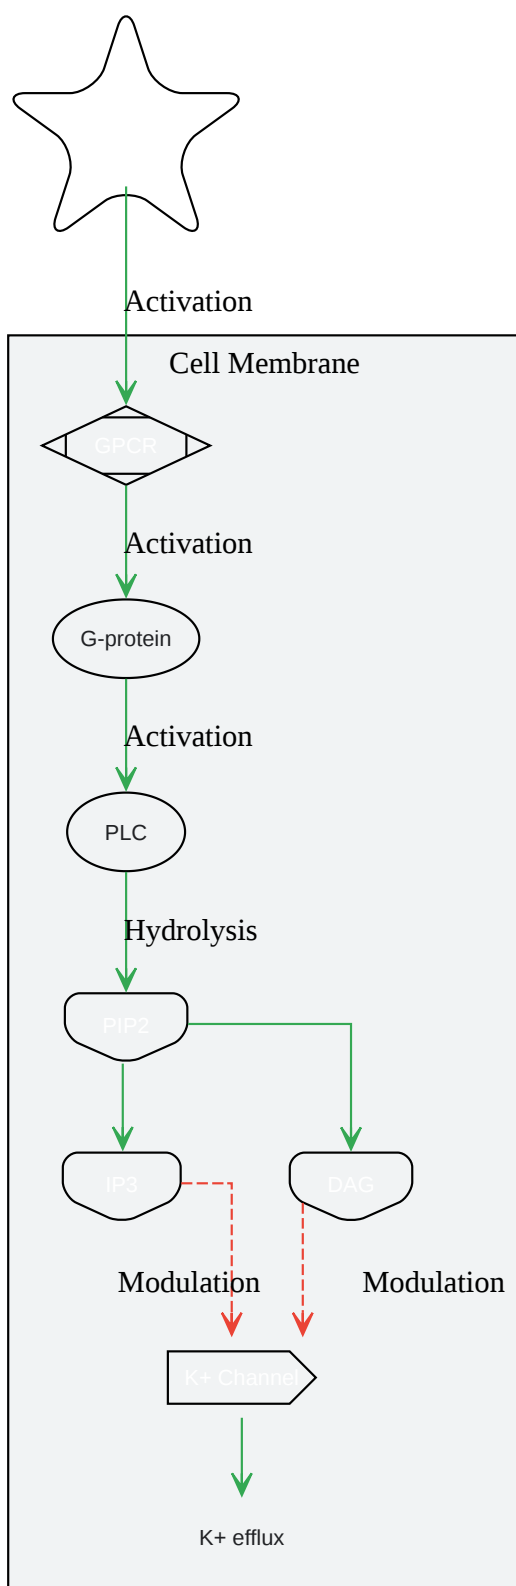 Activation
Cell Membrane
GPCR
Activation
G-protein
Activation
PLC
Hydrolysis
PIP2
IP3
DAG
Modulation
Modulation
K+ Channel
K+ efflux